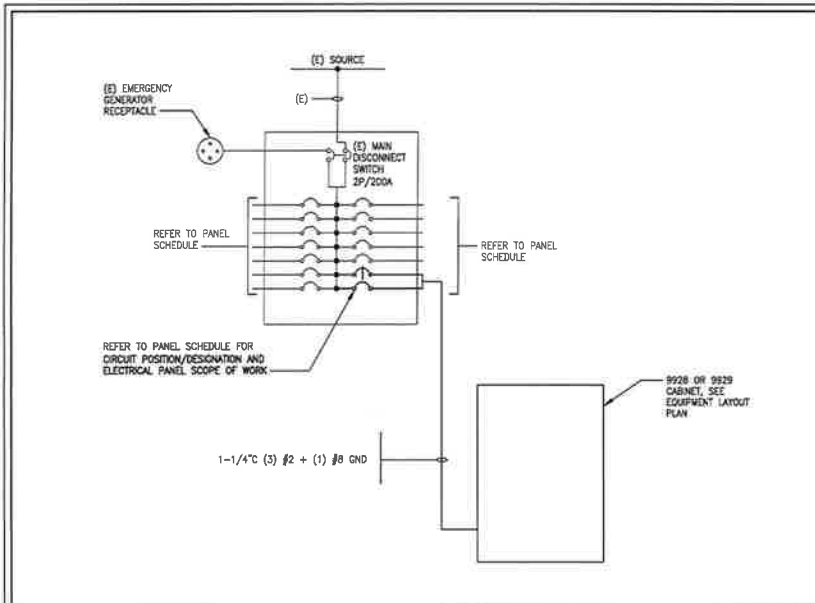 (E) SOURCE
(E) EMERGENCY
GENERATOR
RECEPTACLE
(E)
(E) MAIN
DISCONNECT
SWITCH
2P/200A
REFER TO PANEL
SCHEDULE
REFER TO PANEL
SCHEDULE
REFER TO PANEL SCHEDULE FOR
CIRCUIT POSITION/DESIGNATION AND
ELECTRICAL PANEL SCOPE OF WORK
9928 OR 9929
CABINET, SEE
EQUIPMENT LAYOUT
PLAN
1-1/4"C (3) #2 + (1) #8 GND